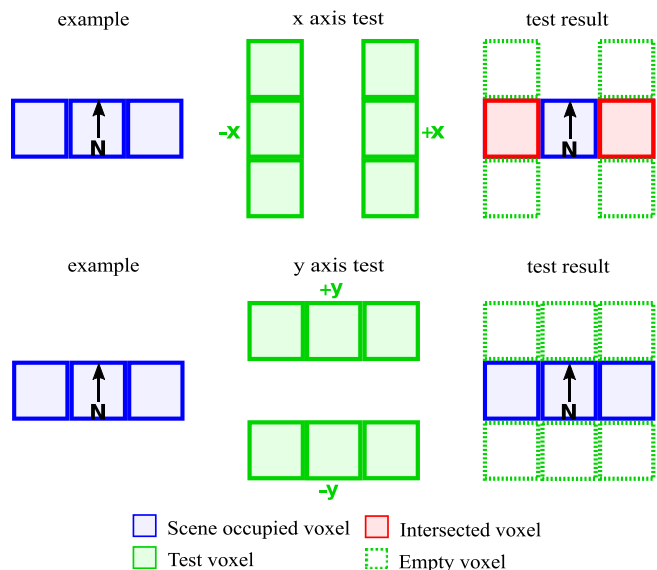 example
x axis test
test result
N
-x
+x
N
example
y axis test
test result
+y
N
N
-y
Scene occupied voxel
Intersected voxel
Test voxel
Empty voxel